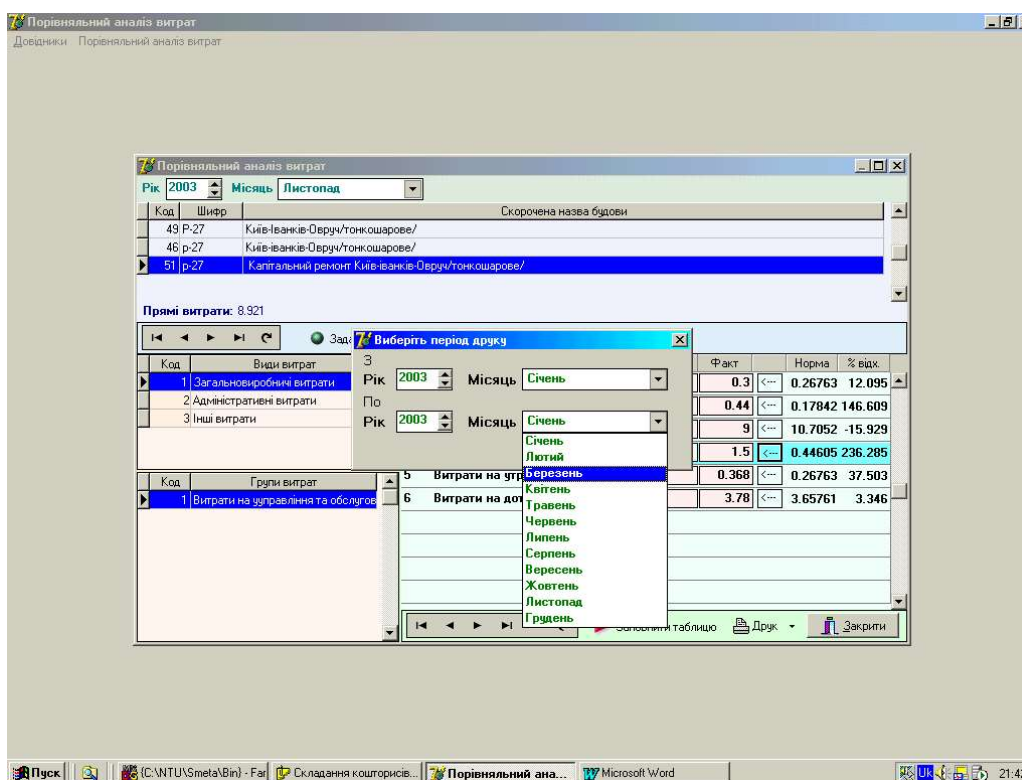 Порівняльний аналіз витрат
Довідники Порівняльний аналіз витрат
Порівняльний аналіз витрат
Рік 2003 Місяць Листопад
Код Шифр Скорочена назва будови
49 Р-27 Київ-Іванків-Овруч/тонкошарове/
46 р-27 Київ-іванків-Овруч/тонкошарове/
51 р-27 Капітальний ремонт Київ-іванків-Овруч/тонкошарове/
Прямі витрати: 8.921
Виберіть період друку
З
Рік 2003 Місяць Січень
По
Рік 2003 Місяць Січень
Січень
Лютий
Березень
Квітень
Травень
Червень
Липень
Серпень
Вересень
Жовтень
Листопад
Грудень
Код Види витрат
1 Загальновиробничі витрати
2 Адміністративні витрати
3 Інші витрати
Код Групи витрат
1 Витрати на управління та обслугов
Факт Норма % відх.
0.3 <--- 0.26763 12.095
0.44 <--- 0.17842 146.609
9 <--- 10.7052 -15.929
1.5 <--- 0.44605 236.285
5 Витрати на 0.368 <--- 0.26763 37.503
6 Витрати на 3.78 <--- 3.65761 3.346
таблицю Друк Закрити
Пуск {C:\NTU\Smeta\Bin} - Far Складання кошторисів... Порівняльний ана... Microsoft Word Uk